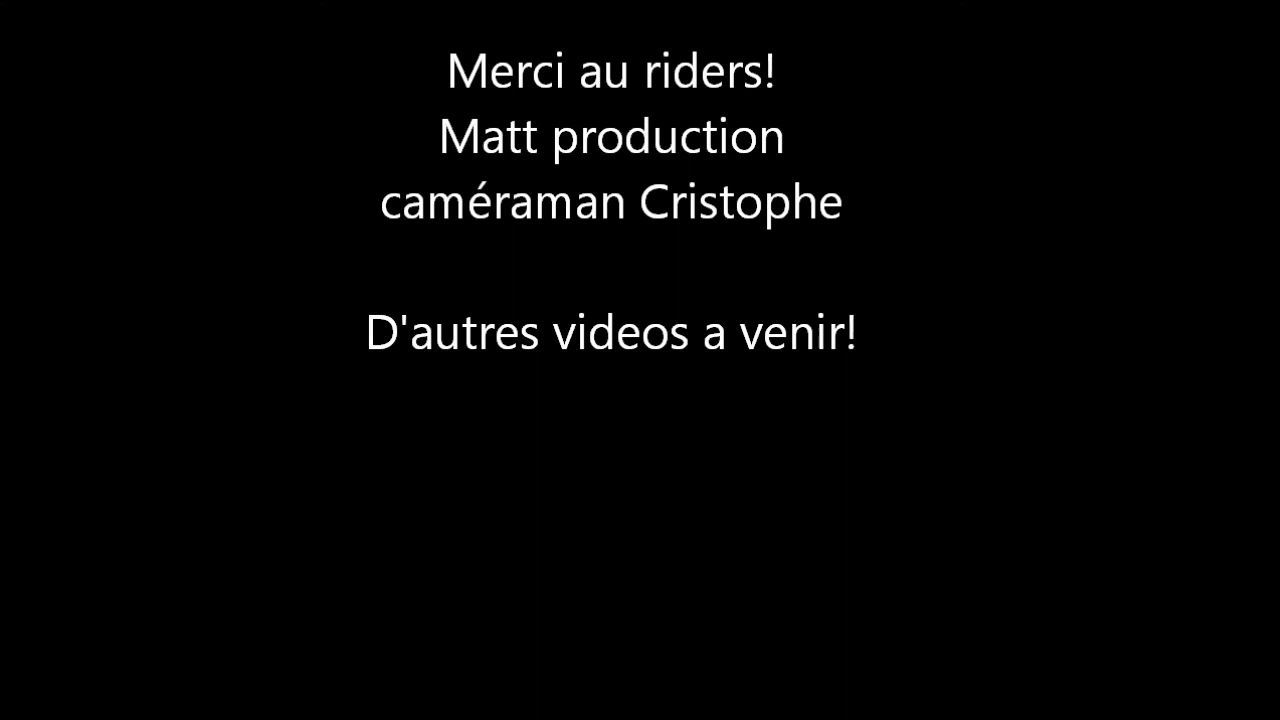 Merci au riders!
Matt production
caméraman Cristophe
D'autres videos a venir!